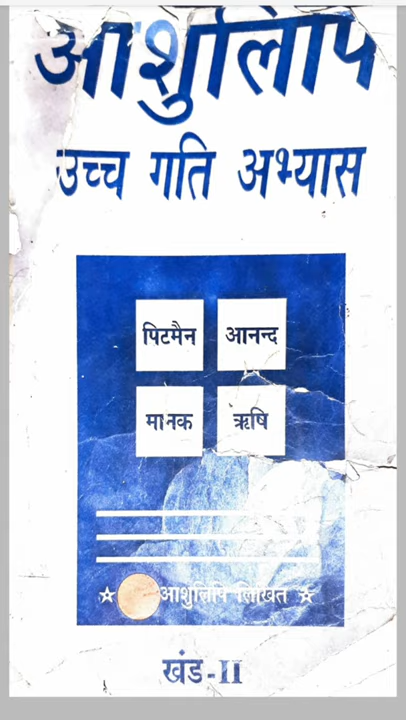 आशुलिपि
उच्च गति अभ्यास
पिटमैन आनन्द
मानक ऋषि
☆ आशुलिपि लिखित ☆
खंड-II